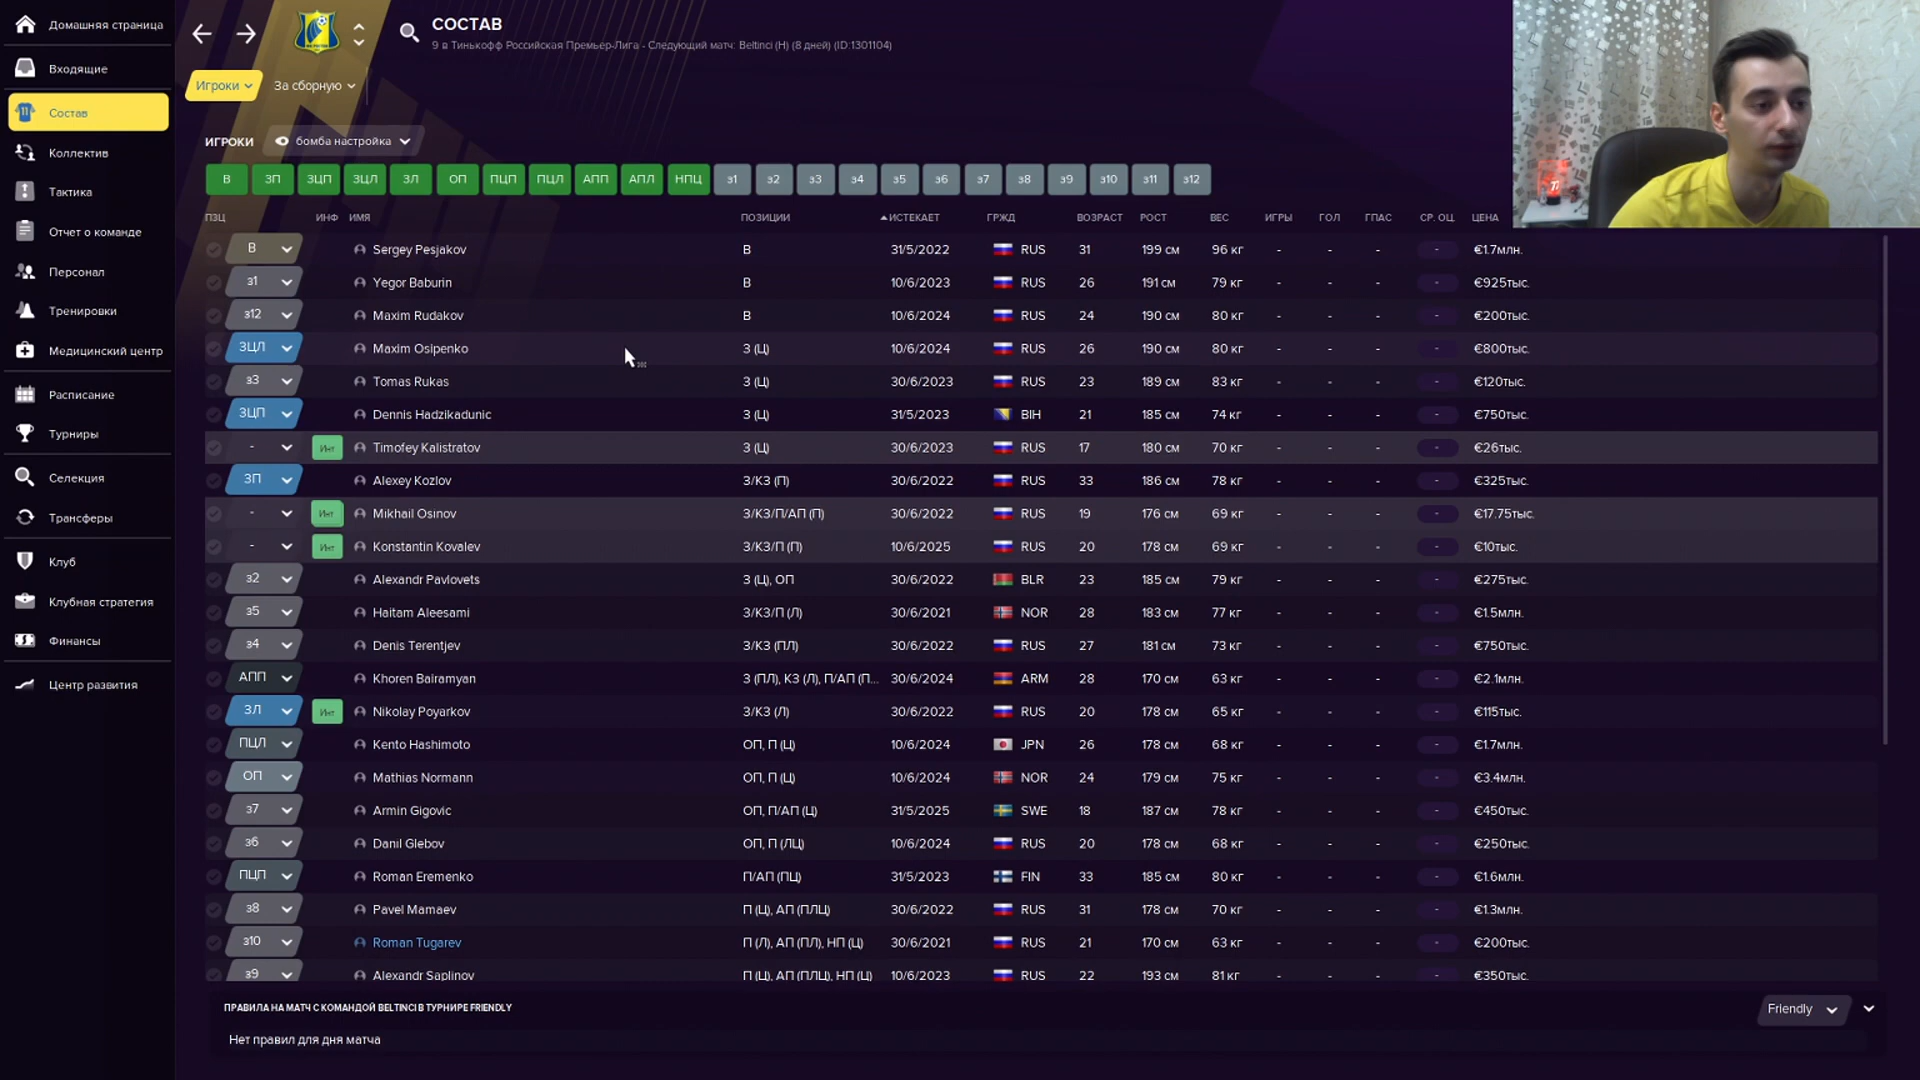 Домашняя страница
Входящие
Состав
Коллектив
Тактика
Отчет о команде
Персонал
Тренировки
Медицинский центр
Расписание
Турниры
Селекция
Трансферы
Клуб
Клубная стратегия
Финансы
Центр развития
СОСТАВ
9 в Тинькофф Российская Премьер-Лига - Следующий матч: Beltinci (Н) (8 дней) (ID:1301104)
Игроки За сборную
ИГРОКИ бомба настройка
В ЗП ЗЦП ЗЦЛ ЗЛ ОП ПЦП ПЦЛ АПП АПЛ НПЦ з1 з2 з3 з4 з5 з6 з7 з8 з9 з10 з11 з12
ПЗЦ ИНФ ИМЯ ПОЗИЦИИ ИСТЕКАЕТ ГРЖД ВОЗРАСТ РОСТ ВЕС ИГРЫ ГОЛ ГПАС СР. ОЦ ЦЕНА
В Sergey Pesjakov В 31/5/2022 RUS 31 199 см 96 кг - - - - €1.7млн.
з1 Yegor Baburin В 10/6/2023 RUS 26 191 см 79 кг - - - - €925тыс.
з12 Maxim Rudakov В 10/6/2024 RUS 24 190 см 80 кг - - - - €200тыс.
ЗЦЛ Maxim Osipenko З (Ц) 10/6/2024 RUS 26 190 см 80 кг - - - - €800тыс.
з3 Tomas Rukas З (Ц) 30/6/2023 RUS 23 189 см 83 кг - - - - €120тыс.
ЗЦП Dennis Hadzikadunic З (Ц) 31/5/2023 BIH 21 185 см 74 кг - - - - €750тыс.
- Инт Timofey Kalistratov З (Ц) 30/6/2023 RUS 17 180 см 70 кг - - - - €26тыс.
ЗП Alexey Kozlov З/КЗ (П) 30/6/2022 RUS 33 186 см 78 кг - - - - €325тыс.
- Инт Mikhail Osinov З/КЗ/П/АП (П) 30/6/2022 RUS 19 176 см 69 кг - - - - €17.75тыс.
- Инт Konstantin Kovalev З/КЗ/П (П) 10/6/2025 RUS 20 178 см 69 кг - - - - €10тыс.
з2 Alexandr Pavlovets З (Ц), ОП 30/6/2022 BLR 23 185 см 79 кг - - - - €275тыс.
з5 Haitam Aleesami З/КЗ/П (Л) 30/6/2021 NOR 28 183 см 77 кг - - - - €1.5млн.
з4 Denis Terentjev З/КЗ (ПЛ) 30/6/2022 RUS 27 181 см 73 кг - - - - €750тыс.
АПП Khoren Bairamyan З (ПЛ), КЗ (Л), П/АП (П... 30/6/2024 ARM 28 170 см 63 кг - - - - €2.1млн.
ЗЛ Инт Nikolay Poyarkov З/КЗ (Л) 30/6/2022 RUS 20 178 см 65 кг - - - - €115тыс.
ПЦЛ Kento Hashimoto ОП, П (Ц) 10/6/2024 JPN 26 178 см 68 кг - - - - €1.7млн.
ОП Mathias Normann ОП, П (Ц) 10/6/2024 NOR 24 179 см 75 кг - - - - €3.4млн.
з7 Armin Gigovic ОП, П/АП (Ц) 31/5/2025 SWE 18 187 см 78 кг - - - - €450тыс.
з6 Danil Glebov ОП, П (ЛЦ) 10/6/2024 RUS 20 178 см 68 кг - - - - €250тыс.
ПЦП Roman Eremenko П/АП (ПЦ) 31/5/2023 FIN 33 185 см 80 кг - - - - €1.6млн.
з8 Pavel Mamaev П (Ц), АП (ПЛЦ) 30/6/2022 RUS 31 178 см 70 кг - - - - €1.3млн.
з10 Roman Tugarev П (Л), АП (ПЛ), НП (Ц) 30/6/2021 RUS 21 170 см 63 кг - - - - €200тыс.
з9 Alexandr Saplinov П (Ц), АП (ПЛЦ), НП (Ц) 10/6/2023 RUS 22 193 см 81 кг - - - - €350тыс.
ПРАВИЛА НА МАТЧ С КОМАНДОЙ BELTINCI В ТУРНИРЕ FRIENDLY
Friendly
Нет правил для дня матча